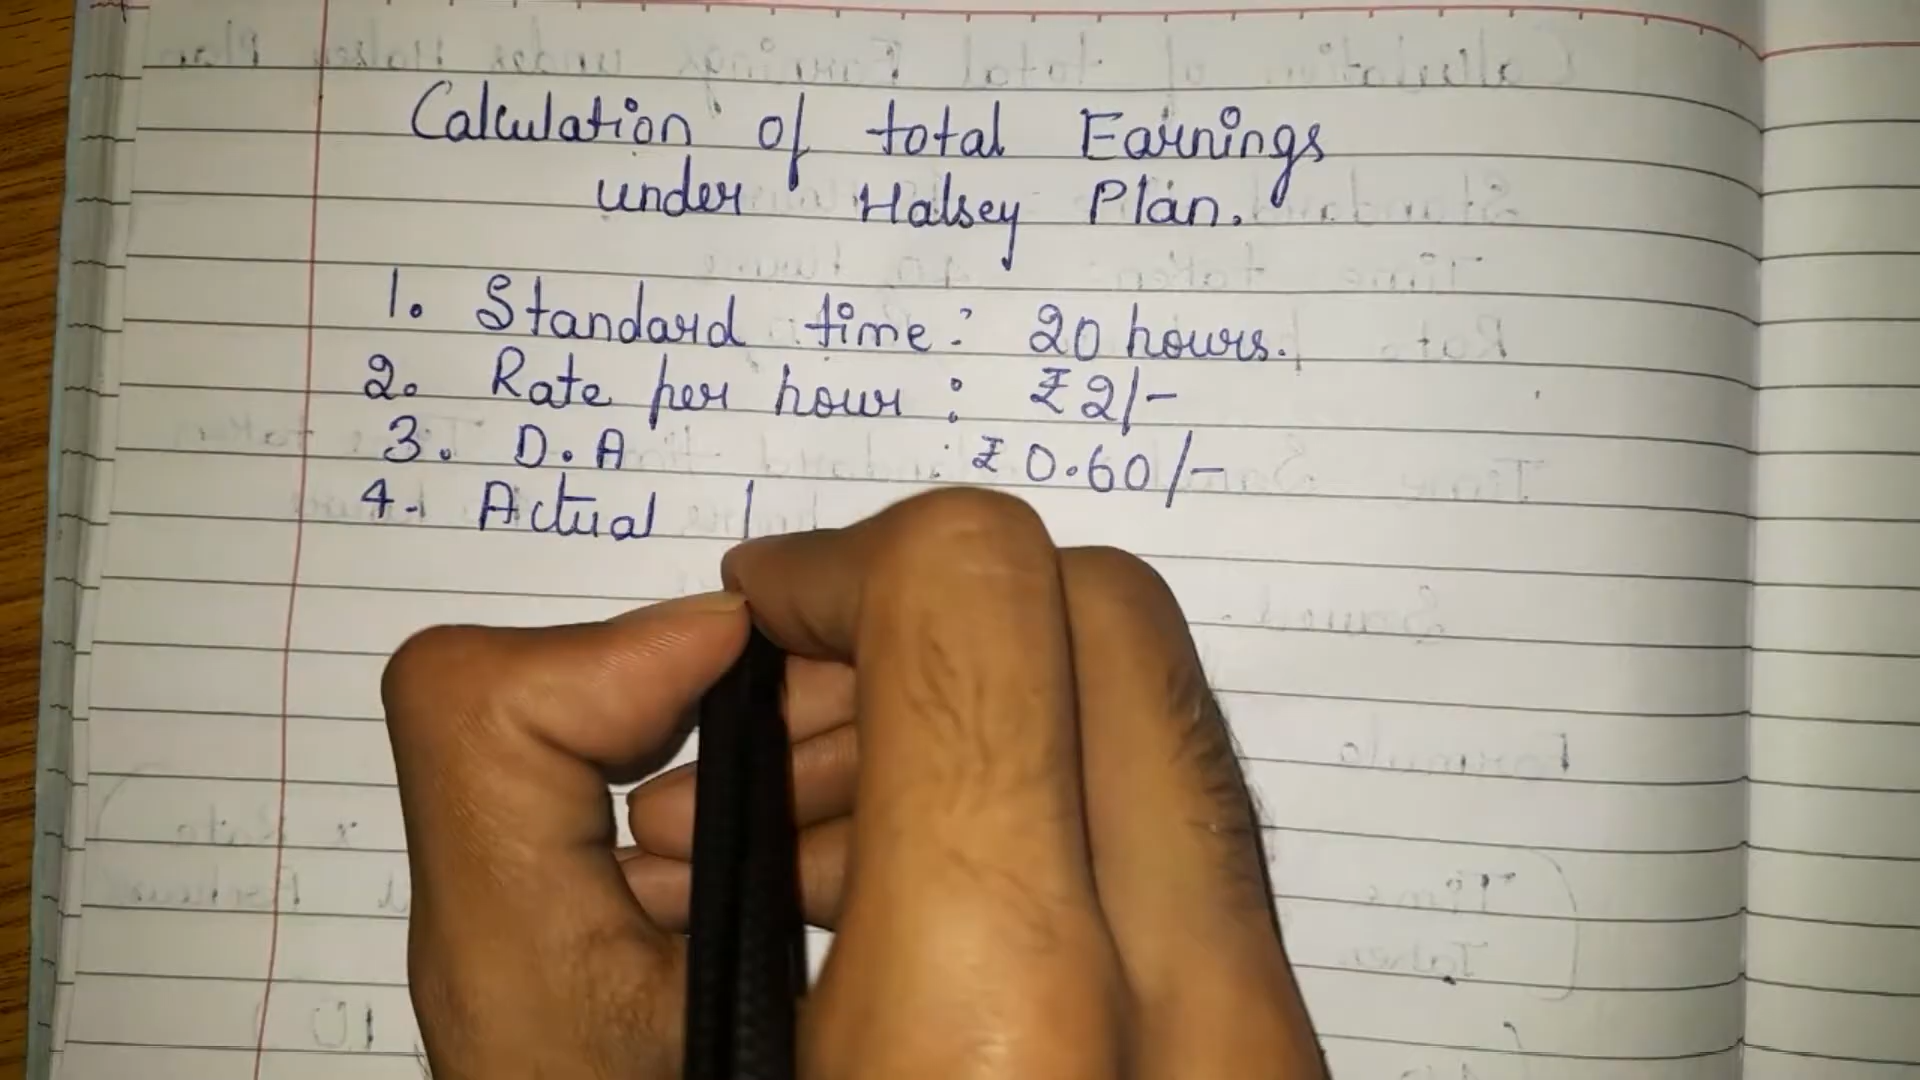 Calculation of total Earnings
under Halsey Plan.
1. Standard time: 20 hours.
2. Rate per hour : ₹2/-
3. D.A : ₹0.60/-
4. Actual